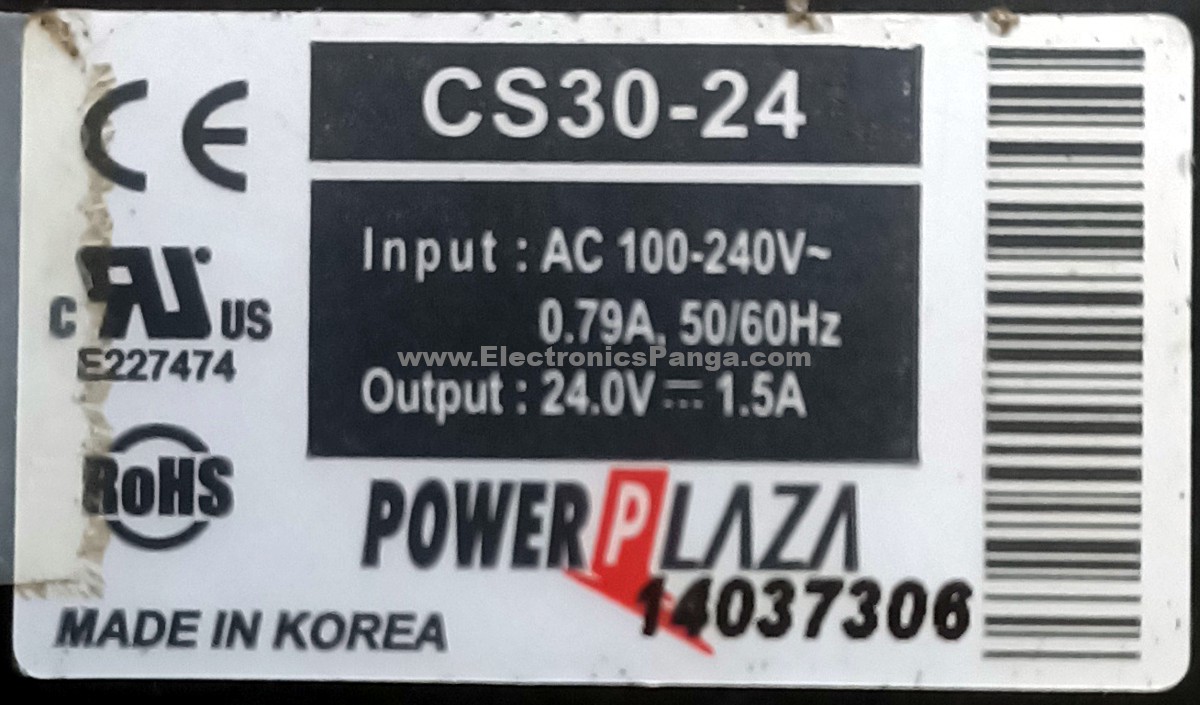 CE
CS30-24
Input : AC 100-240V~
0.79A, 50/60Hz
Output : 24.0V ⎓ 1.5A
C RU US
E227474
www.ElectronicsPanga.com
RoHS
POWERPLAZA
14037306
MADE IN KOREA